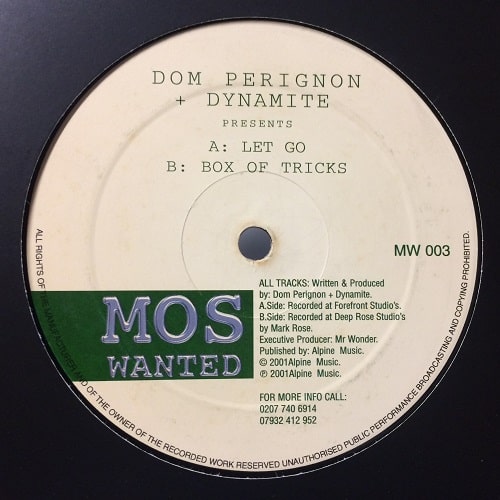 DOM PERIGNON
+ DYNAMITE
PRESENTS
A: LET GO
B: BOX OF TRICKS
MW 003
ALL TRACKS: Written & Produced
by: Dom Perignon + Dynamite.
A.Side: Recorded at Forefront Studio's.
B.Side: Recorded at Deep Rose Studio's
by Mark Rose.
Executive Producer: Mr Wonder.
Published by: Alpine Music.
© 2001Alpine Music.
℗ 2001Alpine Music.
FOR MORE INFO CALL:
0207 740 6914
07932 412 952
MOS
WANTED
ALL RIGHTS OF THE MANUFACTURER AND OF THE OWNER OF THE RECORDED WORK RESERVED UNAUTHORISED PUBLIC PERFORMANCE BROADCASTING AND COPYING PROHIBITED.